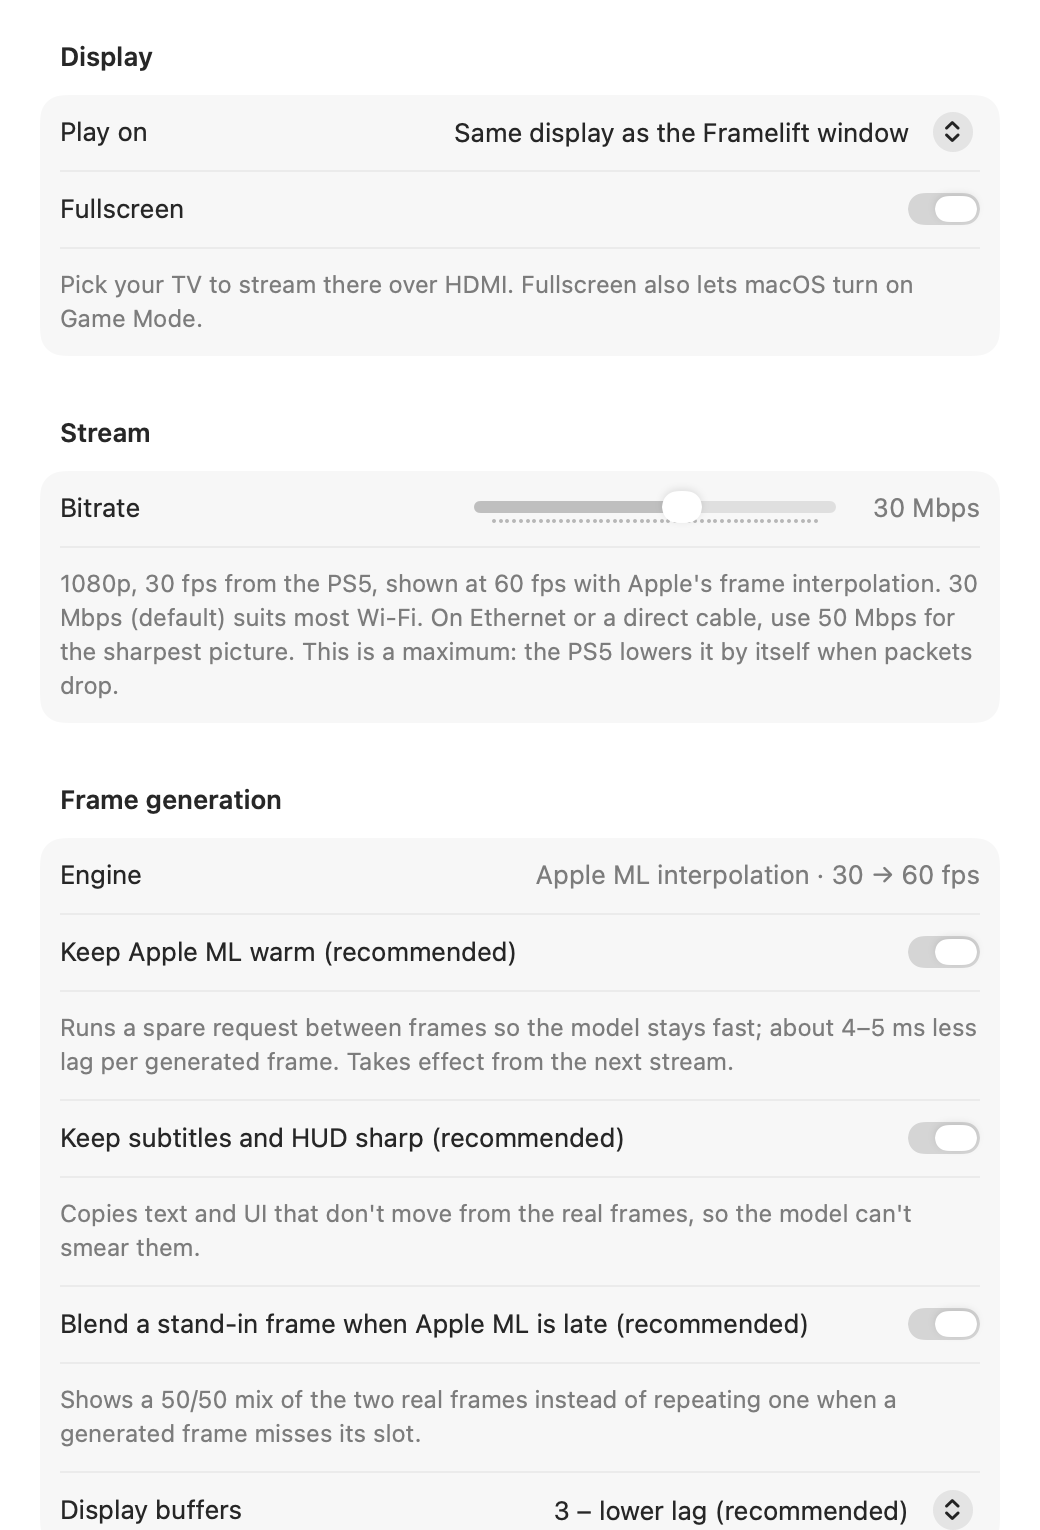 Display
Play on
Same display as the Framelift window
Fullscreen
Pick your TV to stream there over HDMI. Fullscreen also lets macOS turn on
Game Mode.
Stream
Bitrate
30 Mbps
1080p, 30 fps from the PS5, shown at 60 fps with Apple's frame interpolation. 30
Mbps (default) suits most Wi-Fi. On Ethernet or a direct cable, use 50 Mbps for
the sharpest picture. This is a maximum: the PS5 lowers it by itself when packets
drop.
Frame generation
Engine
Apple ML interpolation · 30 → 60 fps
Keep Apple ML warm (recommended)
Runs a spare request between frames so the model stays fast; about 4–5 ms less
lag per generated frame. Takes effect from the next stream.
Keep subtitles and HUD sharp (recommended)
Copies text and UI that don't move from the real frames, so the model can't
smear them.
Blend a stand-in frame when Apple ML is late (recommended)
Shows a 50/50 mix of the two real frames instead of repeating one when a
generated frame misses its slot.
Display buffers
3 – lower lag (recommended)